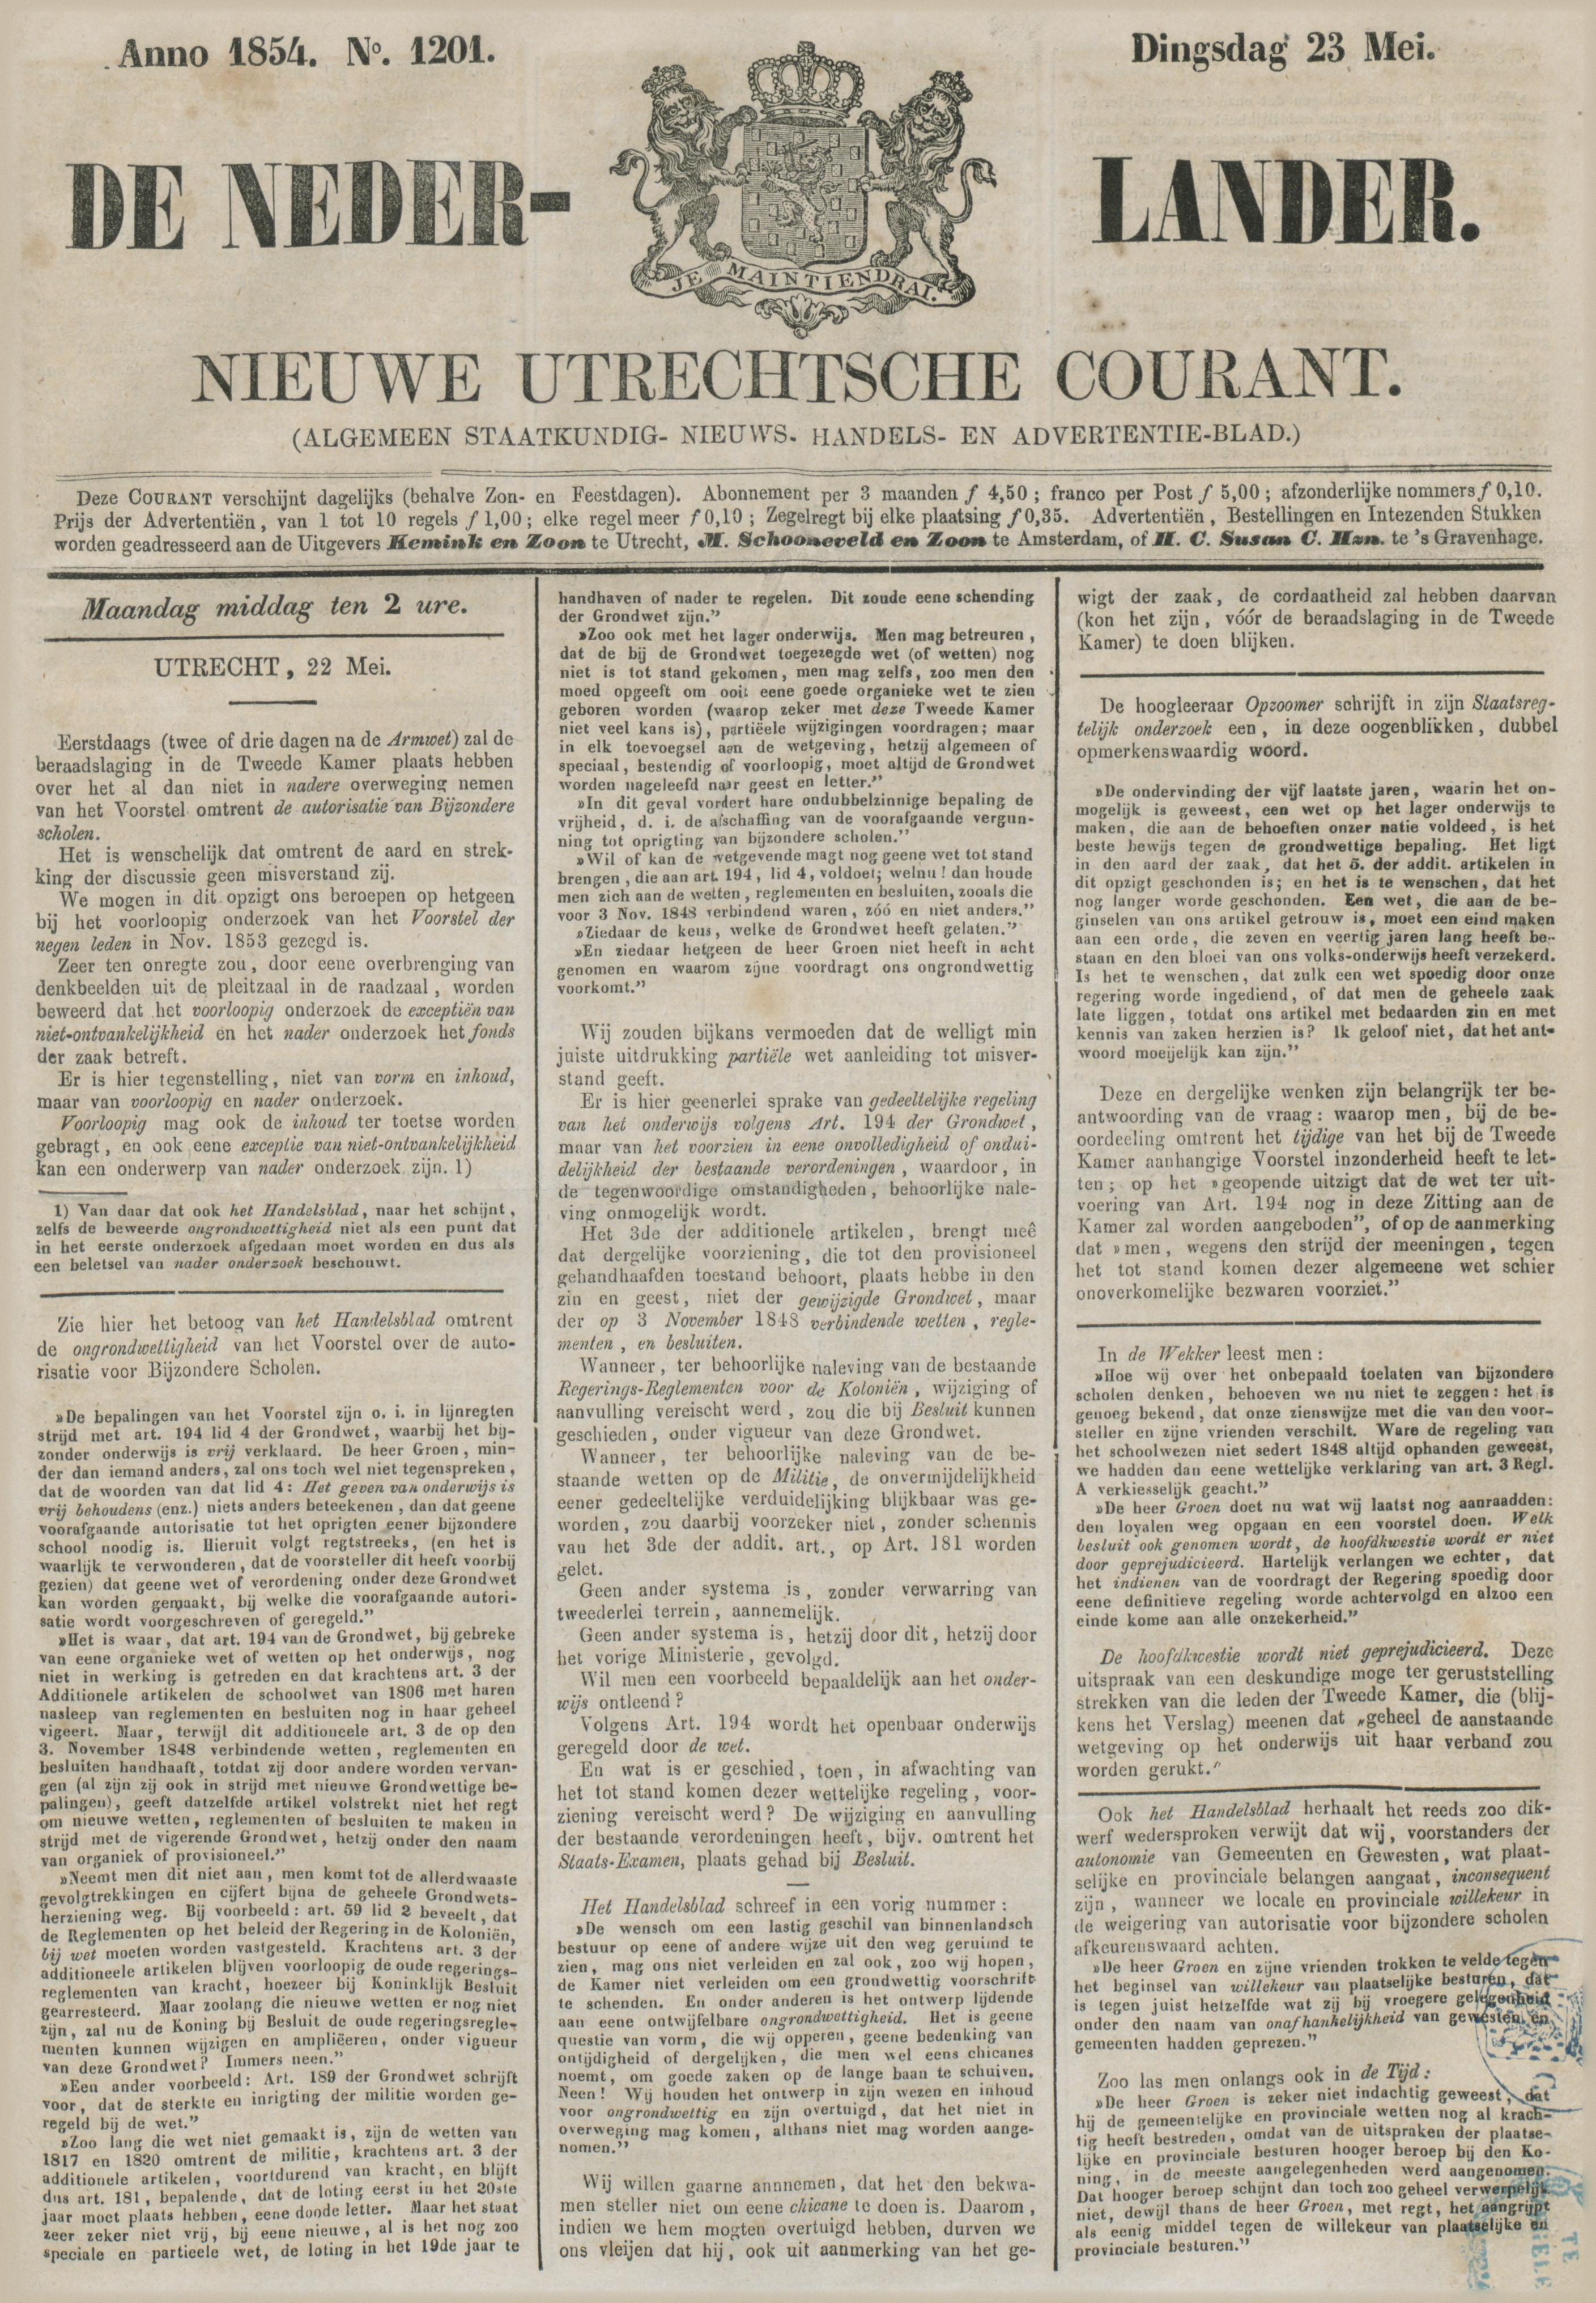 Anno 1854. No. 1201.
Dingsdag 23 Mei.
DE NEDER-
LANDER.
JE MAINTIENDRAI.
NIEUWE UTRECHTSCHE COURANT.
(ALGEMEEN STAATKUNDIG- NIEUWS- HANDELS- EN ADVERTENTIE-BLAD.)
Deze COURANT verschijnt dagelijks (behalve Zon- en Feestdagen). Abonnement per 3 maanden f 4,50; franco per Post f 5,00; afzonderlijke nommers f 0,10.
Prijs der Advertentiën, van 1 tot 10 regels f 1,00; elke regel meer f 0,10; Zegelregt bij elke plaatsing f 0,35. Advertentiën, Bestellingen en Intezenden Stukken
worden geadresseerd aan de Uitgevers Kemink en Zoon te Utrecht, M. Schooneveld en Zoon te Amsterdam, of H. C. Susan C. Hzn. te 's Gravenhage.
Maandag middag ten 2 ure.
UTRECHT, 22 Mei.
Eerstdaags (twee of drie dagen na de Armwet) zal de
beraadslaging in de Tweede Kamer plaats hebben
over het al dan niet in nadere overweging nemen
van het Voorstel omtrent de autorisatie van Bijzondere
scholen.
Het is wenschelijk dat omtrent de aard en strek-
king der discussie geen misverstand zij.
We mogen in dit opzigt ons beroepen op hetgeen
bij het voorloopig onderzoek van het Voorstel der
negen leden in Nov. 1853 gezegd is.
Zeer ten onregte zou, door eene overbrenging van
denkbeelden uit de pleitzaal in de raadzaal, worden
beweerd dat het voorloopig onderzoek de exceptiën van
niet-ontvankelijkheid en het nader onderzoek het fonds
der zaak betreft.
Er is hier tegenstelling, niet van vorm en inhoud,
maar van voorloopig en nader onderzoek.
Voorloopig mag ook de inhoud ter toetse worden
gebragt, en ook eene exceptie van niet-ontvankelijkheid
kan een onderwerp van nader onderzoek zijn. 1)
1) Van daar dat ook het Handelsblad, naar het schijnt,
zelfs de beweerde ongrondwettigheid niet als een punt dat
in het eerste onderzoek afgedaan moet worden en dus als
een beletsel van nader onderzoek beschouwt.
Zie hier het betoog van het Handelsblad omtrent
de ongrondwettigheid van het Voorstel over de auto-
risatie voor Bijzondere Scholen.
»De bepalingen van het Voorstel zijn o. i. in lijnregten
strijd met art. 194 lid 4 der Grondwet, waarbij het bij-
zonder onderwijs is vrij verklaard. De heer Groen, min-
der dan iemand anders, zal ons toch wel niet tegenspreken,
dat de woorden van dat lid 4: Het geven van onderwijs is
vrij behoudens (enz.) niets anders beteekenen, dan dat geene
voorafgaande autorisatie tot het oprigten eener bijzondere
school noodig is. Hieruit volgt regtstreeks, (en het is
waarlijk te verwonderen, dat de voorsteller dit heeft voorbij
gezien) dat geene wet of verordening onder deze Grondwet
kan worden gemaakt, bij welke die voorafgaande autori-
satie wordt voorgeschreven of geregeld."
»Het is waar, dat art. 194 van de Grondwet, bij gebreke
van eene organieke wet of wetten op het onderwijs, nog
niet in werking is getreden en dat krachtens art. 3 der
Additionele artikelen de schoolwet van 1806 met haren
nasleep van reglementen en besluiten nog in haar geheel
vigeert. Maar, terwijl dit additioneele art. 3 de op den
3. November 1848 verbindende wetten, reglementen en
besluiten handhaaft, totdat zij door andere worden vervan-
gen (al zijn zij ook in strijd met nieuwe Grondwettige be-
palingen), geeft datzelfde artikel volstrekt niet het regt
om nieuwe wetten, reglementen of besluiten te maken in
strijd met de vigerende Grondwet, hetzij onder den naam
van organiek of provisioneel."
»Neemt men dit niet aan, men komt tot de allerdwaaste
gevolgtrekkingen en cijfert bijna de geheele Grondwets-
herziening weg. Bij voorbeeld: art. 59 lid 2 beveelt, dat
de Reglementen op het beleid der Regering in de Koloniën,
bij wet moeten worden vastgesteld. Krachtens art. 3 der
additioneele artikelen blijven voorloopig de oude regerings-
reglementen van kracht, hoezeer bij Koninklijk Besluit
gearresteerd. Maar zoolang die nieuwe wetten er nog niet
zijn, zal nu de Koning bij Besluit de oude regeringsregle-
menten kunnen wijzigen en ampliëeren, onder vigueur
van deze Grondwet? Immers neen."
»Een ander voorbeeld: Art. 189 der Grondwet schrijft
voor, dat de sterkte en inrigting der militie worden ge-
regeld bij de wet."
»Zoo lang die wet niet gemaakt is, zijn de wetten van
1817 en 1820 omtrent de militie, krachtens art. 3 der
additionele artikelen, voortdurend van kracht, en blijft
dus art. 181, bepalende, dat de loting eerst in het 20ste
jaar moet plaats hebben, eene doode letter. Maar het staat
zeer zeker niet vrij, bij eene nieuwe, al is het nog zoo
speciale en partieele wet, de loting in het 19de jaar te
handhaven of nader te regelen. Dit zoude eene schending
der Grondwet zijn."
»Zoo ook met het lager onderwijs. Men mag betreuren,
dat de bij de Grondwet toegezegde wet (of wetten) nog
niet is tot stand gekomen, men mag zelfs, zoo men den
moed opgeeft om ooit eene goede organieke wet te zien
geboren worden (waarop zeker met deze Tweede Kamer
niet veel kans is), partiëele wijzigingen voordragen; maar
in elk toevoegsel aan de wetgeving, hetzij algemeen of
speciaal, bestendig of voorloopig, moet altijd de Grondwet
worden nageleefd naar geest en letter."
»In dit geval vordert hare ondubbelzinnige bepaling de
vrijheid, d. i. de afschaffing van de voorafgaande vergun-
ning tot oprigting van bijzondere scholen."
»Wil of kan de wetgevende magt nog geene wet tot stand
brengen, die aan art. 194, lid 4, voldoet; welnu! dan houde
men zich aan de wetten, reglementen en besluiten, zooals die
voor 3 Nov. 1848 verbindend waren, zóó en niet anders."
»Ziedaar de keus, welke de Grondwet heeft gelaten."
»En ziedaar hetgeen de heer Groen niet heeft in acht
genomen en waarom zijne voordragt ons ongrondwettig
voorkomt."
Wij zouden bijkans vermoeden dat de welligt min
juiste uitdrukking partiële wet aanleiding tot misver-
stand geeft.
Er is hier geenerlei sprake van gedeeltelijke regeling
van het onderwijs volgens Art. 194 der Grondwet,
maar van het voorzien in eene onvolledigheid of ondui-
delijkheid der bestaande verordeningen, waardoor, in
de tegenwoordige omstandigheden, behoorlijke nale-
ving onmogelijk wordt.
Het 3de der additionele artikelen, brengt meê
dat dergelijke voorziening, die tot den provisioneel
gehandhaafden toestand behoort, plaats hebbe in den
zin en geest, niet der gewijzigde Grondwet, maar
der op 3 November 1848 verbindende wetten, regle-
menten, en besluiten.
Wanneer, ter behoorlijke naleving van de bestaande
Regerings-Reglementen voor de Koloniën, wijziging of
aanvulling vereischt werd, zou die bij Besluit kunnen
geschieden, onder vigueur van deze Grondwet.
Wanneer, ter behoorlijke naleving van de be-
staande wetten op de Militie, de onvermijdelijkheid
eener gedeeltelijke verduidelijking blijkbaar was ge-
worden, zou daarbij voorzeker niet, zonder schennis
van het 3de der addit. art., op Art. 181 worden
gelet.
Geen ander systema is, zonder verwarring van
tweederlei terrein, aannemelijk.
Geen ander systema is, hetzij door dit, hetzij door
het vorige Ministerie, gevolgd.
Wil men een voorbeeld bepaaldelijk aan het onder-
wijs ontleend?
Volgens Art. 194 wordt het openbaar onderwijs
geregeld door de wet.
En wat is er geschied, toen, in afwachting van
het tot stand komen dezer wettelijke regeling, voor-
ziening vereischt werd? De wijziging en aanvulling
der bestaande verordeningen heeft, bijv. omtrent het
Staats-Examen, plaats gehad bij Besluit.
Het Handelsblad schreef in een vorig nummer:
»De wensch om een lastig geschil van binnenlandsch
bestuur op eene of andere wijze uit den weg geruimd te
zien, mag ons niet verleiden en zal ook, zoo wij hopen,
de Kamer niet verleiden om een grondwettig voorschrift
te schenden. En onder anderen is het ontwerp lijdende
aan eene ontwijfelbare ongrondwettigheid. Het is geene
questie van vorm, die wij opperen, geene bedenking van
ontijdigheid of dergelijken, die men wel eens chicanes
noemt, om goede zaken op de lange baan te schuiven.
Neen! Wij houden het ontwerp in zijn wezen en inhoud
voor ongrondwettig en zijn overtuigd, dat het niet in
overweging mag komen, althans niet mag worden aange-
nomen."
Wij willen gaarne annnemen, dat het den bekwa-
men steller niet om eene chicane te doen is. Daarom,
indien we hem mogten overtuigd hebben, durven we
ons vleijen dat hij, ook uit aanmerking van het ge-
wigt der zaak, de cordaatheid zal hebben daarvan
(kon het zijn, vóór de beraadslaging in de Tweede
Kamer) te doen blijken.
De hoogleeraar Opzoomer schrijft in zijn Staatsreg-
telijk onderzoek een, in deze oogenblikken, dubbel
opmerkenswaardig woord.
»De ondervinding der vijf laatste jaren, waarin het on-
mogelijk is geweest, een wet op het lager onderwijs te
maken, die aan de behoeften onzer natie voldeed, is het
beste bewijs tegen de grondwettige bepaling. Het ligt
in den aard der zaak, dat het 5. der addit. artikelen in
dit opzigt geschonden is; en het is te wenschen, dat het
nog langer worde geschonden. Een wet, die aan de be-
ginselen van ons artikel getrouw is, moet een eind maken
aan een orde, die zeven en veertig jaren lang heeft be-
staan en den bloei van ons volks-onderwijs heeft verzekerd.
Is het te wenschen, dat zulk een wet spoedig door onze
regering worde ingediend, of dat men de geheele zaak
late liggen, totdat ons artikel met bedaarden zin en met
kennis van zaken herzien is? Ik geloof niet, dat het ant-
woord moeijelijk kan zijn."
Deze en dergelijke wenken zijn belangrijk ter be-
antwoording van de vraag: waarop men, bij de be-
oordeeling omtrent het tijdige van het bij de Tweede
Kamer aanhangige Voorstel inzonderheid heeft te let-
ten; op het »geopende uitzigt dat de wet ter uit-
voering van Art. 194 nog in deze Zitting aan de
Kamer zal worden aangeboden", of op de aanmerking
dat »men, wegens den strijd der meeningen, tegen
het tot stand komen dezer algemeene wet schier
onoverkomelijke bezwaren voorziet."
In de Wekker leest men:
»Hoe wij over het onbepaald toelaten van bijzondere
scholen denken, behoeven we nu niet te zeggen: het is
genoeg bekend, dat onze zienswijze met die van den voor-
steller en zijne vrienden verschilt. Ware de regeling van
het schoolwezen niet sedert 1848 altijd ophanden geweest,
we hadden dan eene wettelijke verklaring van art. 3 Regl.
A verkiesselijk geacht."
»De heer Groen doet nu wat wij laatst nog aanraadden:
den loyalen weg opgaan en een voorstel doen. Welk
besluit ook genomen wordt, de hoofdkwestie wordt er niet
door geprejudicieerd. Hartelijk verlangen we echter, dat
het indienen van de voordragt der Regering spoedig door
eene definitieve regeling worde achtervolgd en alzoo een
einde kome aan alle onzekerheid."
De hoofdkwestie wordt niet geprejudicieerd. Deze
uitspraak van een deskundige moge ter geruststelling
strekken van die leden der Tweede Kamer, die (blij-
kens het Verslag) meenen dat „geheel de aanstaande
wetgeving op het onderwijs uit haar verband zou
worden gerukt."
Ook het Handelsblad herhaalt het reeds zoo dik-
werf wedersproken verwijt dat wij, voorstanders der
autonomie van Gemeenten en Gewesten, wat plaat-
selijke en provinciale belangen aangaat, inconsequent
zijn, wanneer we locale en provinciale willekeur in
de weigering van autorisatie voor bijzondere scholen
afkeurenswaard achten.
»De heer Groen en zijne vrienden trokken te velde tegen
het beginsel van willekeur van plaatselijke besturen, dat
is tegen juist hetzelfde wat zij bij vroegere gelegenheid
onder den naam van onafhankelijkheid van gewesten en
gemeenten hadden geprezen."
Zoo las men onlangs ook in de Tijd:
»De heer Groen is zeker niet indachtig geweest, dat
hij de gemeentelijke en provinciale wetten nog al krach-
tig heeft bestreden, omdat van de uitspraken der plaatse-
lijke en provinciale besturen hooger beroep bij den Ko-
ning, in de meeste aangelegenheden werd aangenomen.
Dat hooger beroep schijnt dan toch zoo geheel verwerpelijk
niet, dewijl thans de heer Groen, met regt, het aangrijpt
als eenig middel tegen de willekeur van plaatselijke en
provinciale besturen."